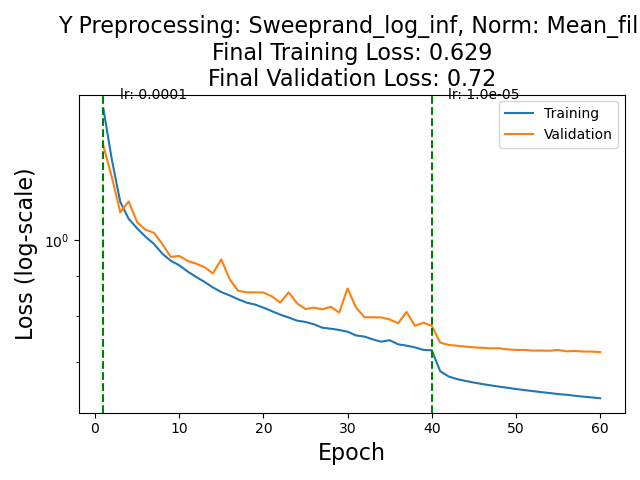 Y Preprocessing: Sweeprand_log_inf, Norm: Mean_fil
Final Training Loss: 0.629
Final Validation Loss: 0.72
lr: 0.0001
lr: 1.0e-05
Training
Validation
10⁰
Loss (log-scale)
0
10
20
30
40
50
60
Epoch